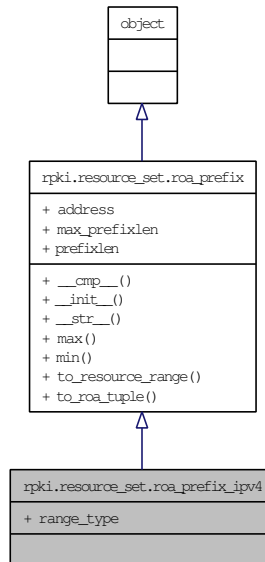 object
rpki.resource_set.roa_prefix
+ address
+ max_prefixlen
+ prefixlen
+ __cmp__()
+ __init__()
+ __str__()
+ max()
+ min()
+ to_resource_range()
+ to_roa_tuple()
rpki.resource_set.roa_prefix_ipv4
+ range_type